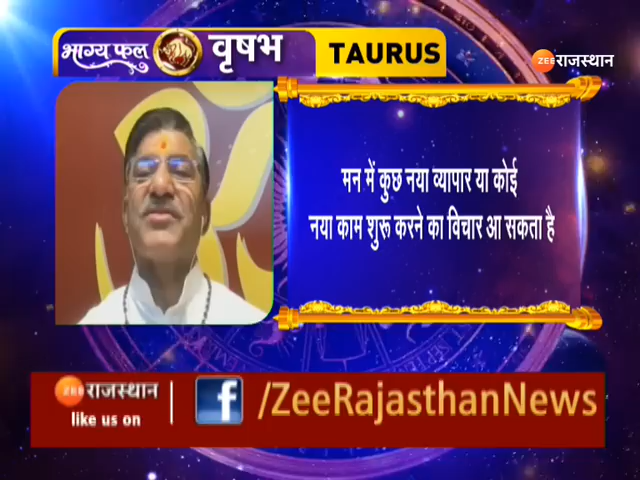 भाग्य फल वृषभ TAURUS
ZEE राजस्थान
मन में कुछ नया व्यापार या कोई
नया काम शुरू करने का विचार आ सकता है
ZEE राजस्थान
like us on
f /ZeeRajasthanNews